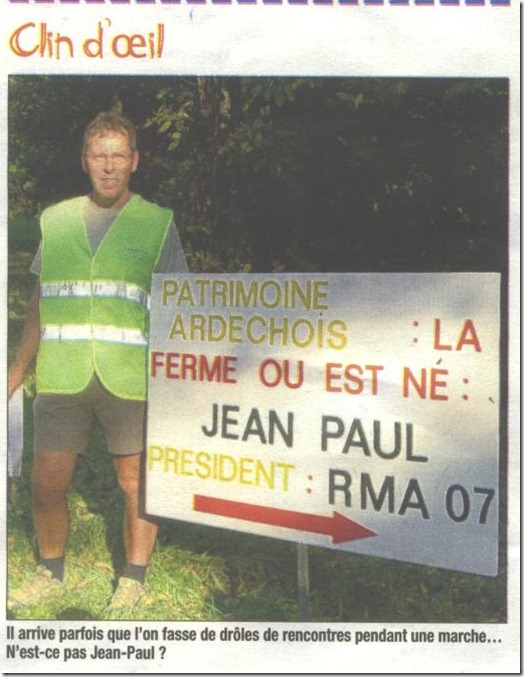 Clin d'œil
PATRIMOINE
ARDECHOIS : LA
FERME OU EST NÉ :
JEAN PAUL
PRESIDENT : RMA 07
Il arrive parfois que l'on fasse de drôles de rencontres pendant une marche…
N'est-ce pas Jean-Paul ?